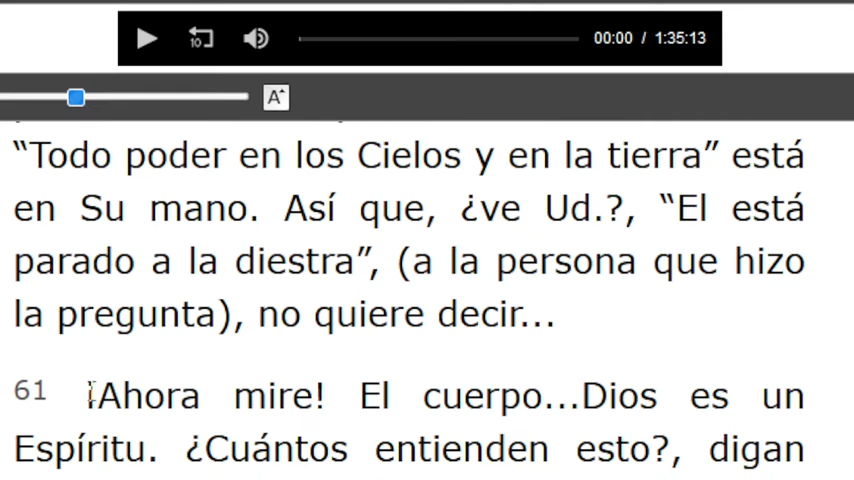 10
00:00 / 1:35:13
A
“Todo poder en los Cielos y en la tierra” está
en Su mano. Así que, ¿ve Ud.?, “El está
parado a la diestra”, (a la persona que hizo
la pregunta), no quiere decir...
61 ¡Ahora mire! El cuerpo...Dios es un
Espíritu. ¿Cuántos entienden esto?, digan